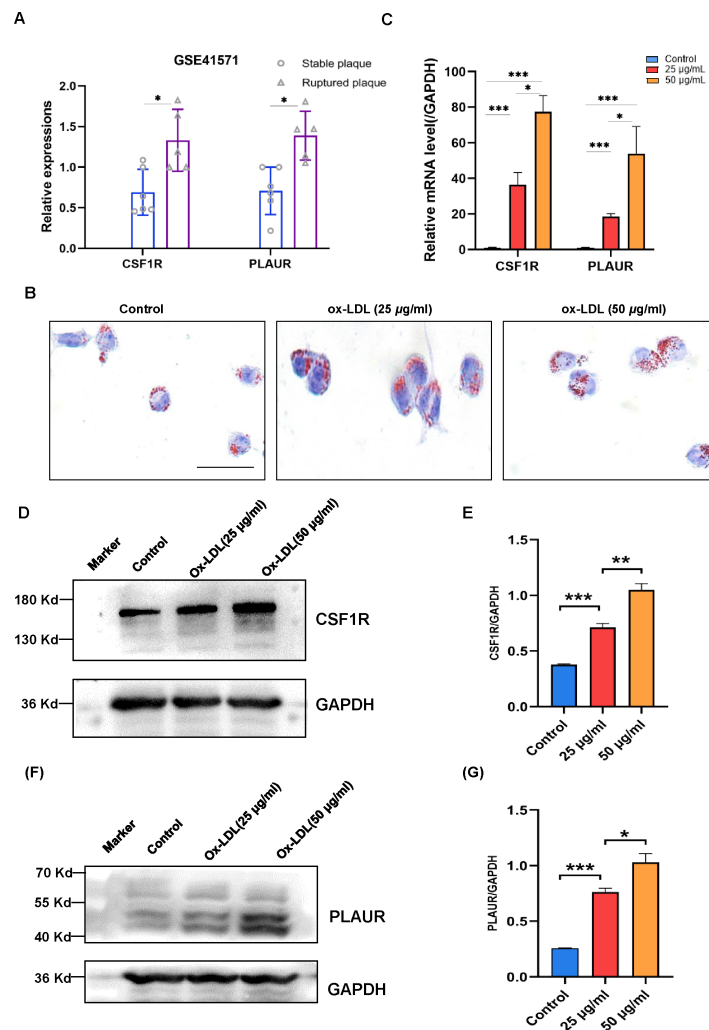 A
GSE41571
Stable plaque
Ruptured plaque
Relative expressions
2.0
1.5
1.0
0.5
0.0
*
*
CSF1R
PLAUR
C
Control
25 µg/mL
50 µg/mL
Relative mRNA level(/GAPDH)
100
80
60
40
20
0
***
***
*
***
***
*
CSF1R
PLAUR
B
Control
ox-LDL (25 µg/ml)
ox-LDL (50 µg/ml)
D
Marker
Control
Ox-LDL(25 µg/ml)
Ox-LDL(50 µg/ml)
180 Kd
130 Kd
CSF1R
36 Kd
GAPDH
E
CSF1R/GAPDH
1.5
1.0
0.5
0.0
***
**
Control
25 µg/ml
50 µg/ml
(F)
Marker
Control
Ox-LDL(25 µg/ml)
Ox-LDL(50 µg/ml)
70 Kd
55 Kd
40 Kd
PLAUR
36 Kd
GAPDH
(G)
PLAUR/GAPDH
1.5
1.0
0.5
0.0
***
*
Control
25 µg/ml
50 µg/ml